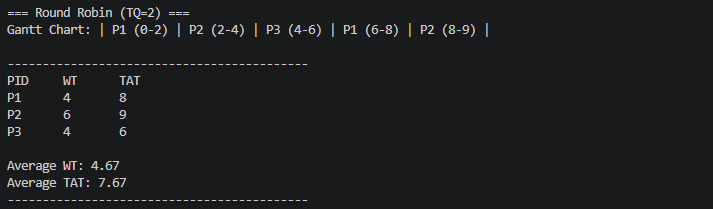 === Round Robin (TQ=2) ===
Gantt Chart: | P1 (0-2) | P2 (2-4) | P3 (4-6) | P1 (6-8) | P2 (8-9) |
-------------------------------------------
PID WT TAT
P1 4 8
P2 6 9
P3 4 6
Average WT: 4.67
Average TAT: 7.67
-------------------------------------------